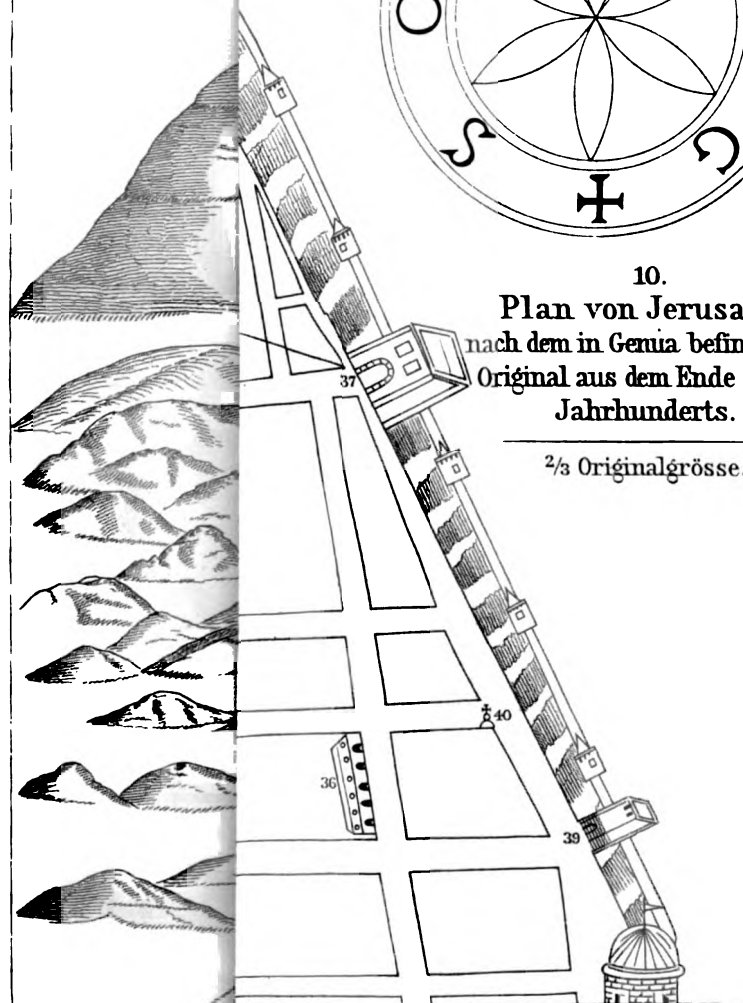 O
S
G
10.
Plan von Jerusa
nach dem in Genua befin
Original aus dem Ende
Jahrhunderts.
2/3 Originalgrösse.
37
40
36
39